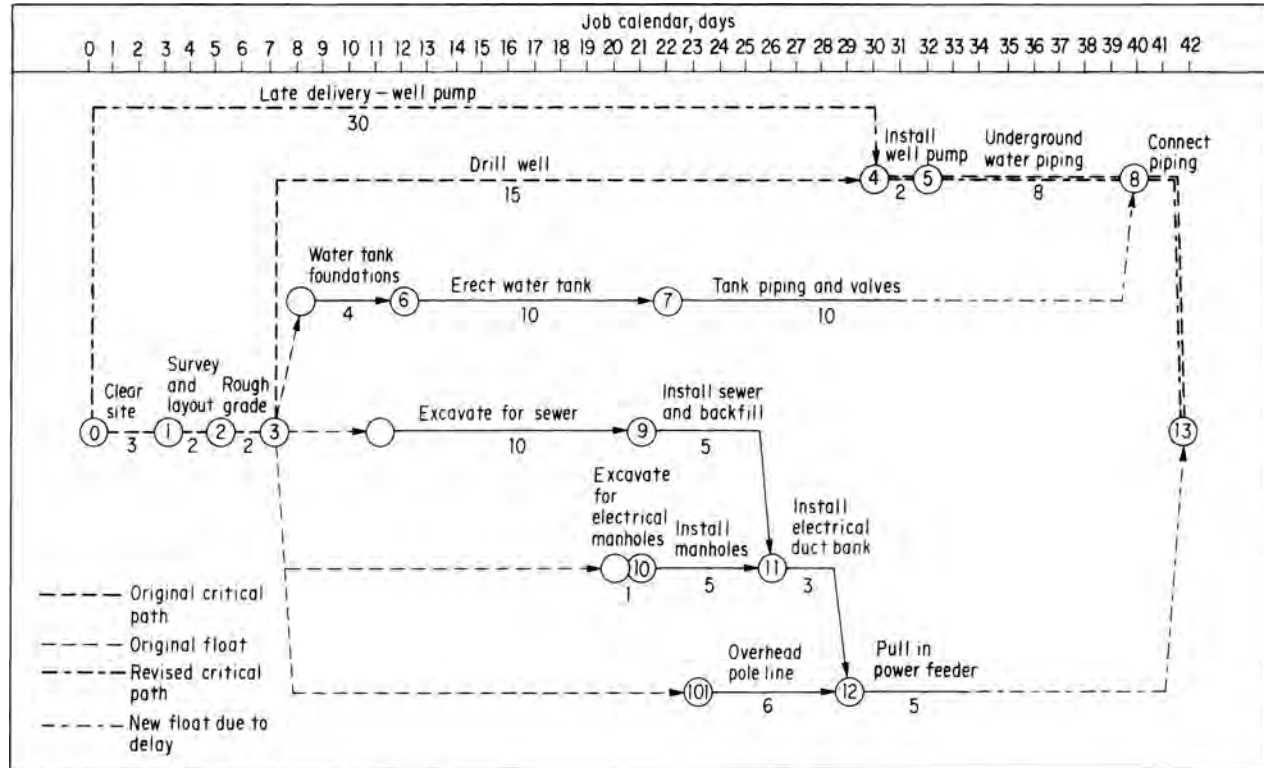 Job calendar, days
0 1 2 3 4 5 6 7 8 9 10 11 12 13 14 15 16 17 18 19 20 21 22 23 24 25 26 27 28 29 30 31 32 33 34 35 36 37 38 39 40 41 42
Late delivery – well pump
30
Drill well
15
4
Install
well pump
2
5
Underground
water piping
8
8
Connect
piping
Water tank
foundations
4
6
Erect water tank
10
7
Tank piping and valves
10
0
Clear
site
3
1
Survey
and
layout
2
2
Rough
grade
2
3
Excavate for sewer
10
9
Install sewer
and backfill
5
13
Excavate
for
electrical
manholes
1
10
Install
manholes
5
11
Install
electrical
duct bank
3
101
Overhead
pole line
6
12
Pull in
power feeder
5
Original critical
path
Original float
Revised critical
path
New float due to
delay